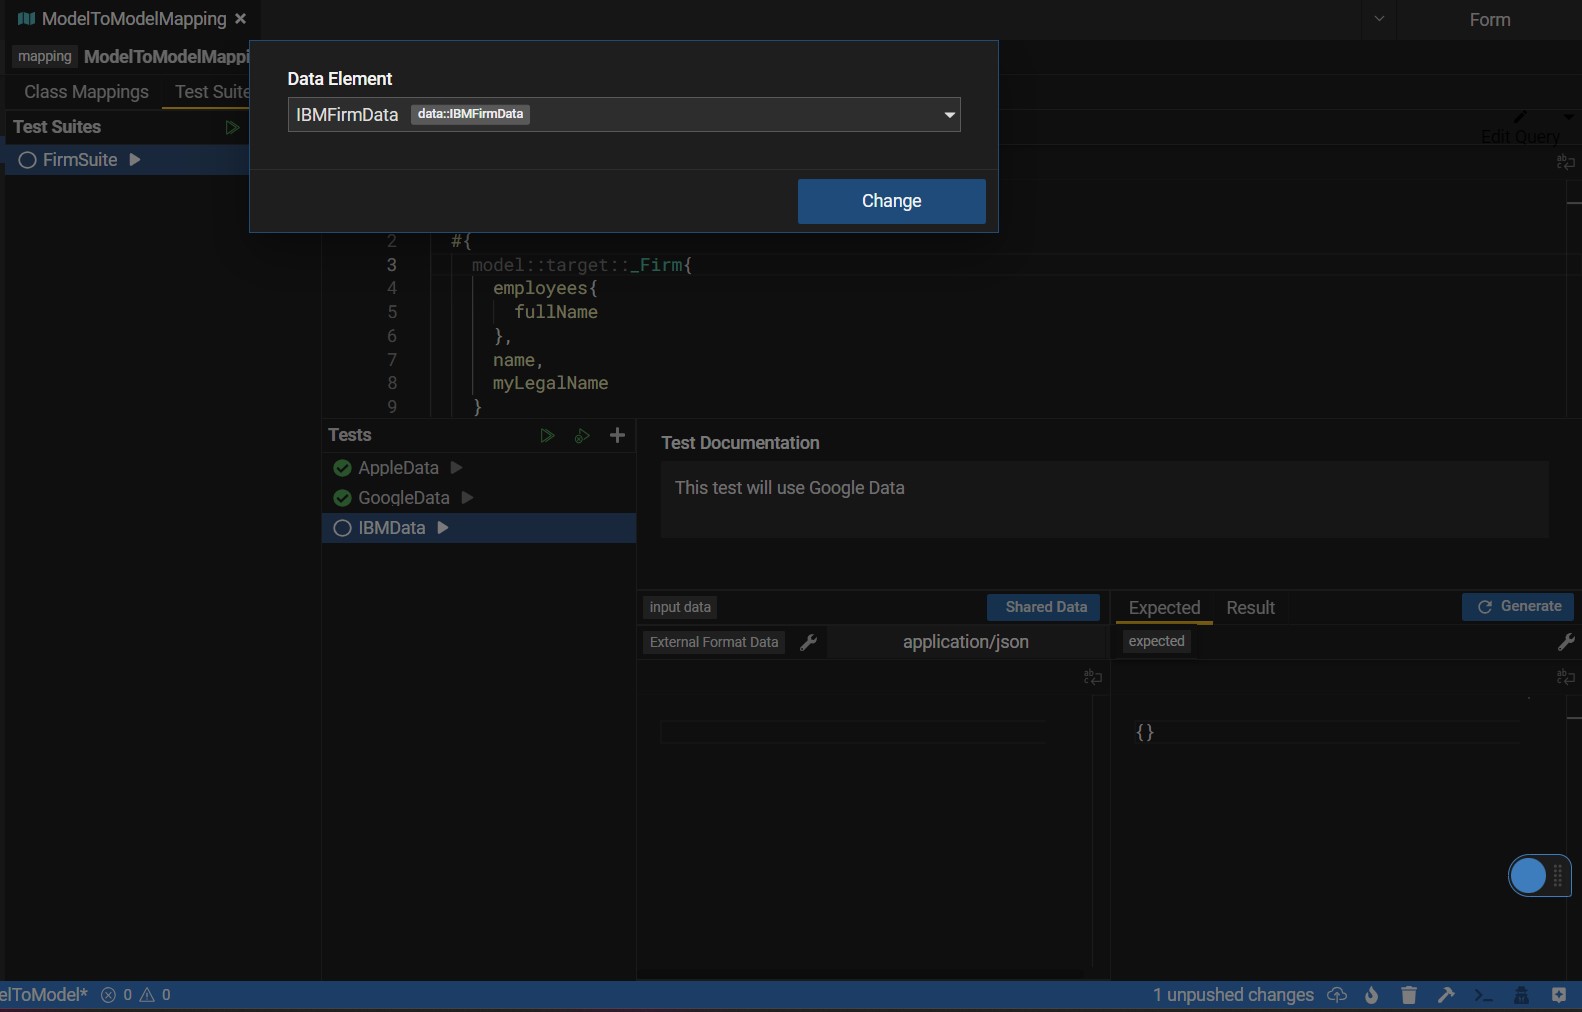 ModelToModelMapping
Form
mapping ModelToModelMappi
Class Mappings Test Suite
Data Element
IBMFirmData data::IBMFirmData
Change
Test Suites
FirmSuite
Edit Query
2 #{
3 model::target::_Firm{
4 employees{
5 fullName
6 },
7 name,
8 myLegalName
9 }
Tests
AppleData
GoogleData
IBMData
Test Documentation
This test will use Google Data
input data Shared Data
External Format Data application/json
Expected Result Generate
expected
{}
elToModel* 0 0
1 unpushed changes